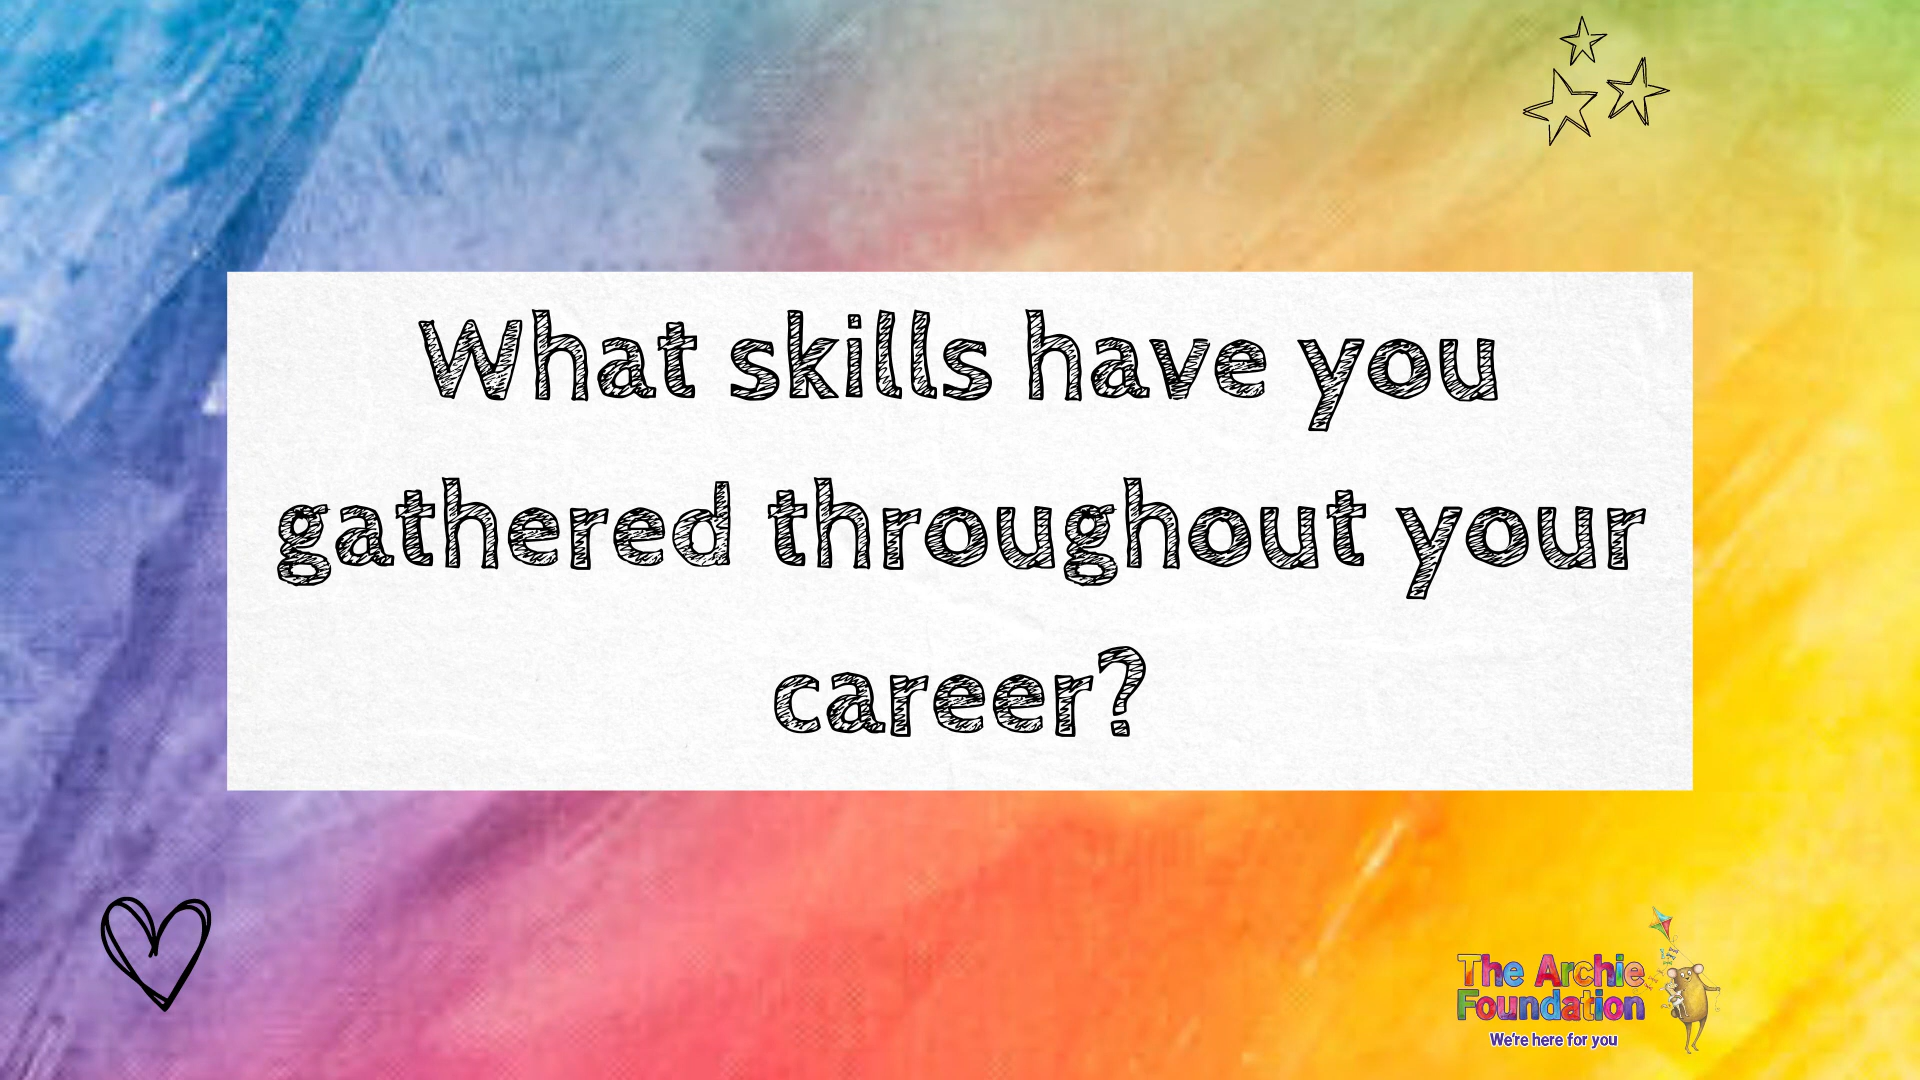 What skills have you
gathered throughout your
career?
The Archie
Foundation
We're here for you